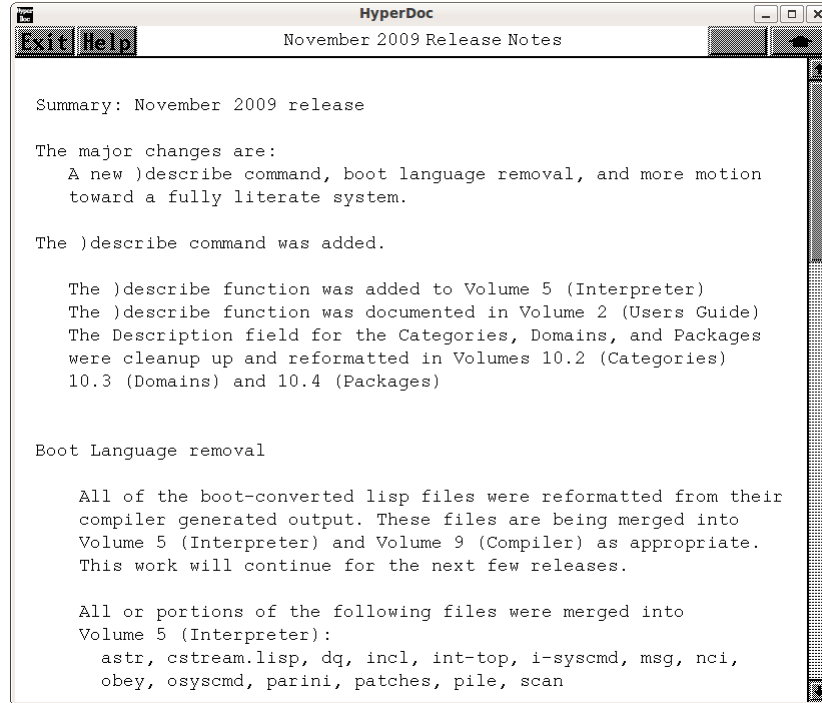 Hyper Doc
HyperDoc
Exit Help
November 2009 Release Notes
Summary: November 2009 release
The major changes are:
A new )describe command, boot language removal, and more motion
toward a fully literate system.
The )describe command was added.
The )describe function was added to Volume 5 (Interpreter)
The )describe function was documented in Volume 2 (Users Guide)
The Description field for the Categories, Domains, and Packages
were cleanup up and reformatted in Volumes 10.2 (Categories)
10.3 (Domains) and 10.4 (Packages)
Boot Language removal
All of the boot-converted lisp files were reformatted from their
compiler generated output. These files are being merged into
Volume 5 (Interpreter) and Volume 9 (Compiler) as appropriate.
This work will continue for the next few releases.
All or portions of the following files were merged into
Volume 5 (Interpreter):
astr, cstream.lisp, dq, incl, int-top, i-syscmd, msg, nci,
obey, osyscmd, parini, patches, pile, scan